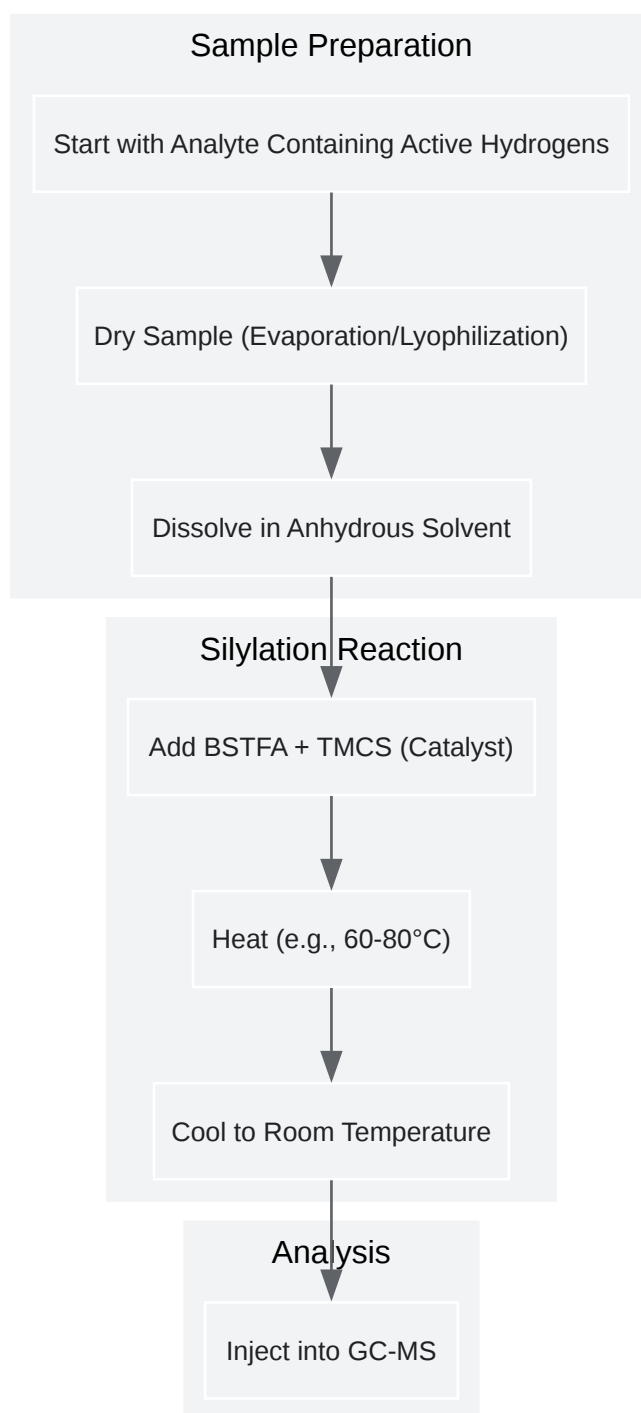 Sample Preparation
Start with Analyte Containing Active Hydrogens
Dry Sample (Evaporation/Lyophilization)
Dissolve in Anhydrous Solvent
Silylation Reaction
Add BSTFA + TMCS (Catalyst)
Heat (e.g., 60-80°C)
Cool to Room Temperature
Analysis
Inject into GC-MS